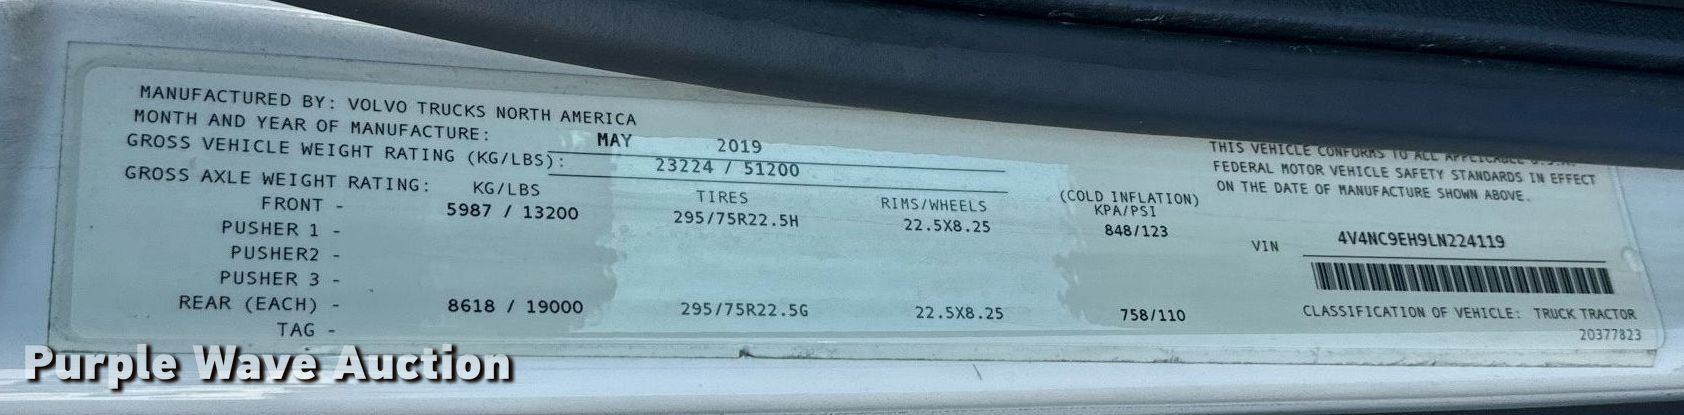 MANUFACTURED BY: VOLVO TRUCKS NORTH AMERICA
MONTH AND YEAR OF MANUFACTURE: MAY 2019
GROSS VEHICLE WEIGHT RATING (KG/LBS): 23224 / 51200
GROSS AXLE WEIGHT RATING: KG/LBS TIRES RIMS/WHEELS (COLD INFLATION) KPA/PSI
FRONT - 5987 / 13200 295/75R22.5H 22.5X8.25 848/123
PUSHER 1 -
PUSHER2 -
PUSHER 3 -
REAR (EACH) - 8618 / 19000 295/75R22.5G 22.5X8.25 758/110
TAG -
THIS VEHICLE CONFORMS TO ALL APPLICABLE U.S.A.
FEDERAL MOTOR VEHICLE SAFETY STANDARDS IN EFFECT
ON THE DATE OF MANUFACTURE SHOWN ABOVE.
VIN 4V4NC9EH9LN224119
CLASSIFICATION OF VEHICLE: TRUCK TRACTOR
20377823
Purple Wave Auction